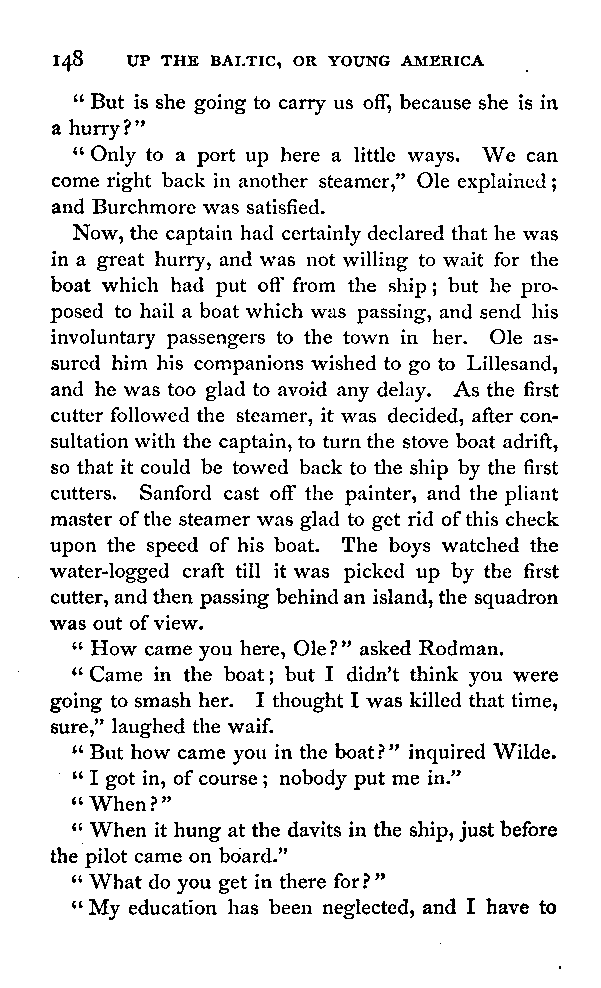 148 UP THE BALTIC, OR YOUNG AMERICA
“ But is she going to carry us off, because she is in
a hurry?”
“ Only to a port up here a little ways. We can
come right back in another steamer,” Ole explained ;
and Burchmore was satisfied.
Now, the captain had certainly declared that he was
in a great hurry, and was not willing to wait for the
boat which had put off from the ship ; but he pro-
posed to hail a boat which was passing, and send his
involuntary passengers to the town in her. Ole as-
sured him his companions wished to go to Lillesand,
and he was too glad to avoid any delay. As the first
cutter followed the steamer, it was decided, after con-
sultation with the captain, to turn the stove boat adrift,
so that it could be towed back to the ship by the first
cutters. Sanford cast off the painter, and the pliant
master of the steamer was glad to get rid of this check
upon the speed of his boat. The boys watched the
water-logged craft till it was picked up by the first
cutter, and then passing behind an island, the squadron
was out of view.
“ How came you here, Ole?” asked Rodman.
“ Came in the boat ; but I didn’t think you were
going to smash her. I thought I was killed that time,
sure,” laughed the waif.
“ But how came you in the boat?” inquired Wilde.
“ I got in, of course ; nobody put me in.”
“ When?”
“ When it hung at the davits in the ship, just before
the pilot came on board.”
“ What do you get in there for?”
“ My education has been neglected, and I have to